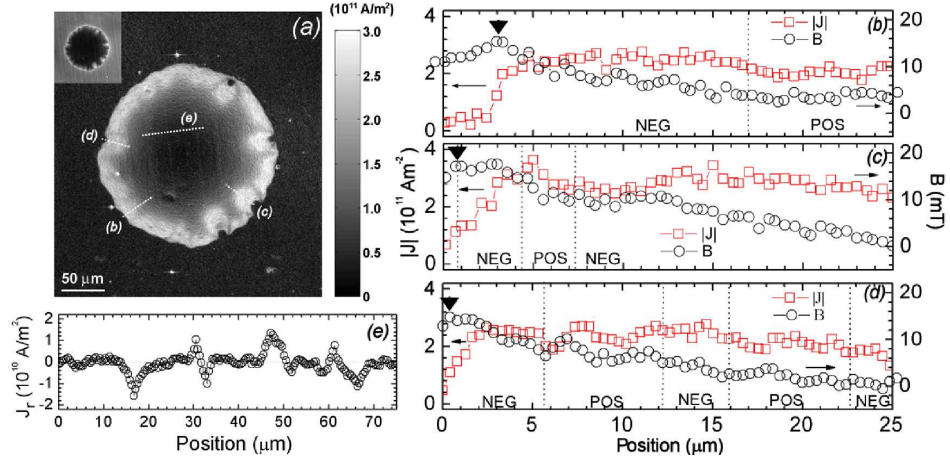 (10¹¹ A/m²)
(a)
3.0
2.5
2.0
1.5
1.0
0.5
0
(d)
(e)
(b)
(c)
50 μm
4
2
0
|J|
B
(b)
20
10
0
NEG
POS
4
2
0
|J| (10¹¹ Am⁻²)
|J|
B
(c)
20
10
0
B (mT)
NEG
POS
NEG
4
2
0
|J|
B
(d)
20
10
0
NEG
POS
NEG
POS
NEG
0 5 10 15 20 25
Position (μm)
2
1
0
-1
-2
Jr (10¹⁰ A/m²)
(e)
0 10 20 30 40 50 60 70
Position (μm)